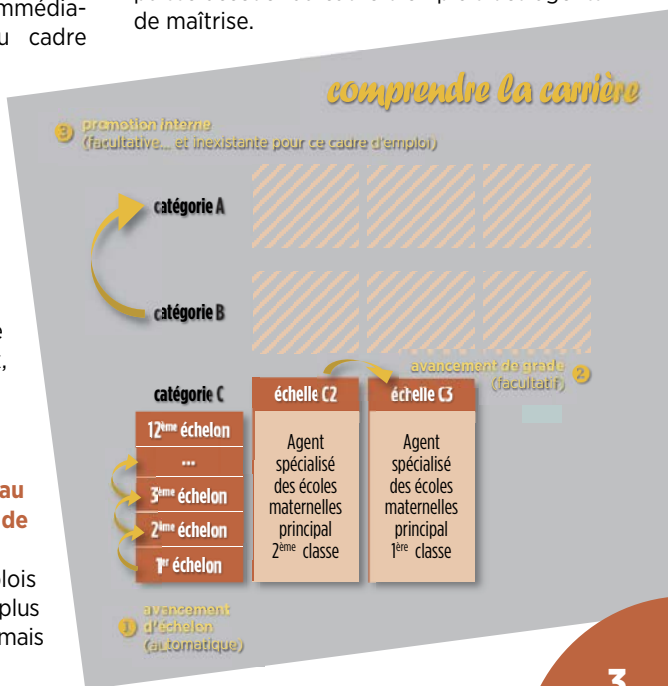 mmédia-
u cadre
de maîtrise.
comprendre la carrière
3 promotion interne
(facultative... et inexistante pour ce cadre d'emploi)
catégorie A
catégorie B
avancement de grade 2
(facultatif)
catégorie C
échelle C2
échelle C3
12ème échelon
...
3ème échelon
2ème échelon
1er échelon
Agent
spécialisé
des écoles
maternelles
principal
2ème classe
Agent
spécialisé
des écoles
maternelles
principal
1ère classe
1 avancement
d'échelon
(automatique)
au
de
plois
plus
mais
3